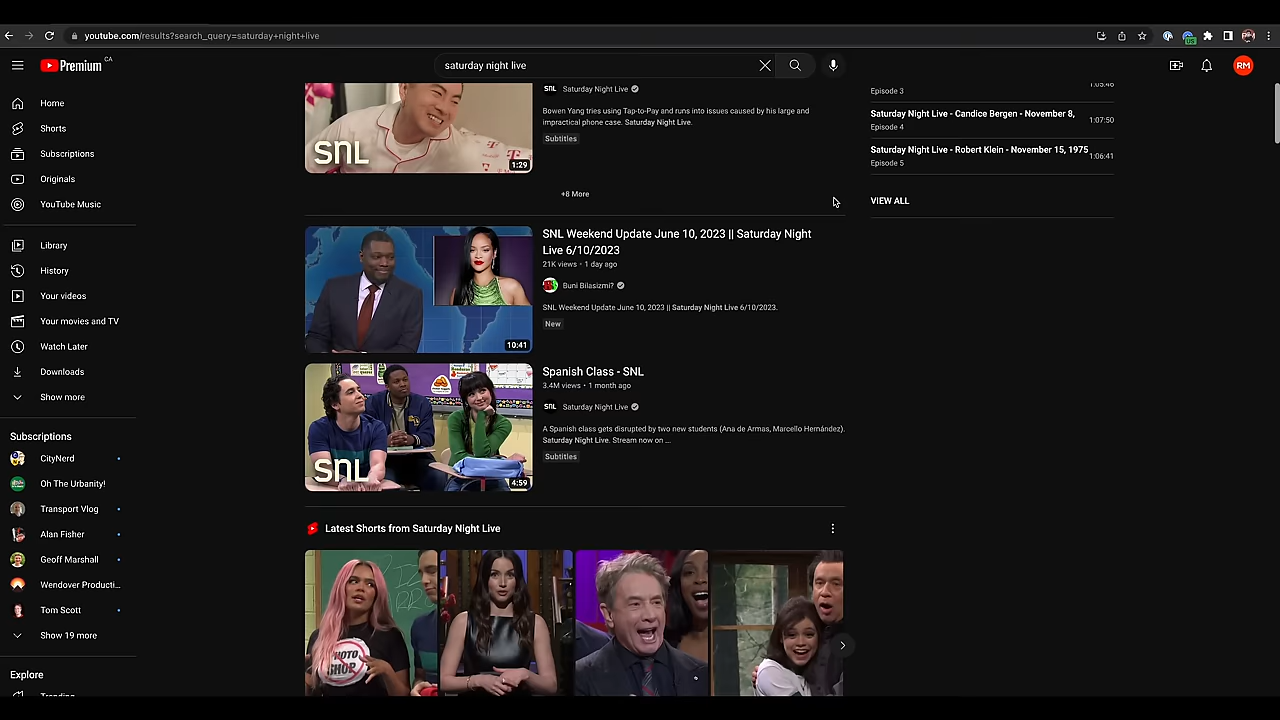 youtube.com/results?search_query=saturday+night+live
US
Premium CA
saturday night live
RM
Home
Shorts
Subscriptions
Originals
YouTube Music
Library
History
Your videos
Your movies and TV
Watch Later
Downloads
Show more
Subscriptions
CityNerd
Oh The Urbanity!
Transport Vlog
Alan Fisher
Geoff Marshall
Wendover Producti...
Tom Scott
Show 19 more
Explore
Trending
SNL
1:29
SNL Saturday Night Live
Bowen Yang tries using Tap-to-Pay and runs into issues caused by his large and
impractical phone case. Saturday Night Live.
Subtitles
+8 More
10:41
SNL Weekend Update June 10, 2023 || Saturday Night
Live 6/10/2023
21K views • 1 day ago
Buni Bilasizmi?
SNL Weekend Update June 10, 2023 || Saturday Night Live 6/10/2023.
New
SNL
4:59
Spanish Class - SNL
3.4M views • 1 month ago
SNL Saturday Night Live
A Spanish class gets disrupted by two new students (Ana de Armas, Marcello Hernández).
Saturday Night Live. Stream now on ...
Subtitles
Latest Shorts from Saturday Night Live
PHOTO
SHOP
Episode 3
1:05:46
Saturday Night Live - Candice Bergen - November 8,
1:07:50
Episode 4
Saturday Night Live - Robert Klein - November 15, 1975
1:06:41
Episode 5
VIEW ALL